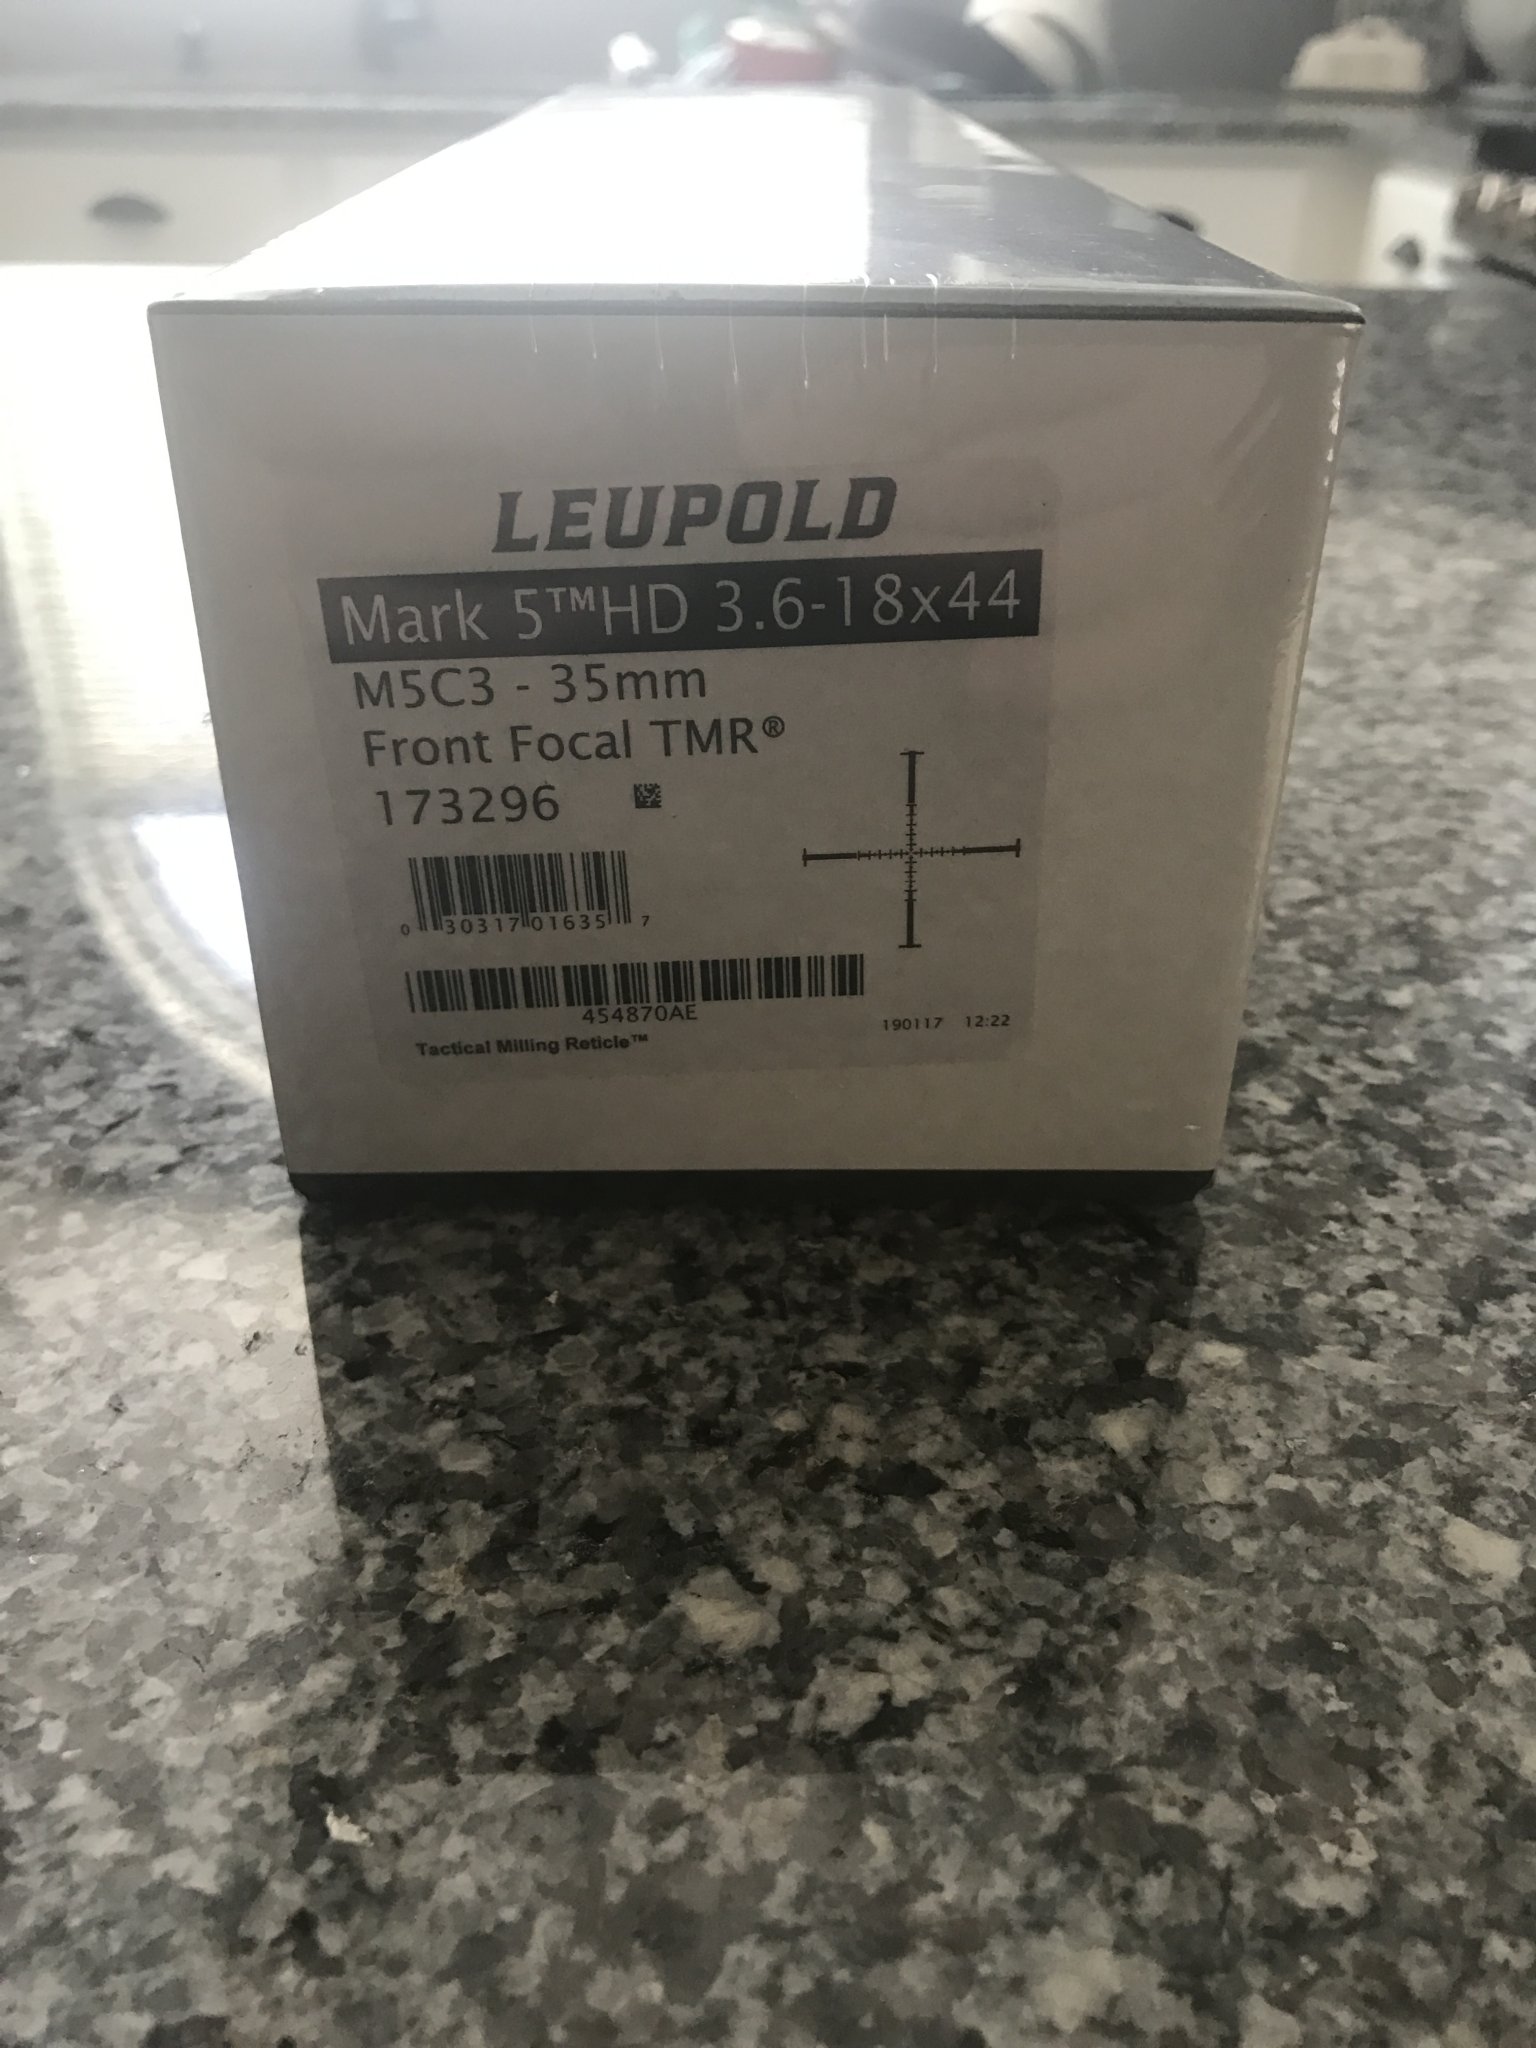 LEUPOLD
Mark 5™HD 3.6-18x44
M5C3 - 35mm
Front Focal TMR®
173296
0 30317 01635 7
454870AE
190117 12:22
Tactical Milling Reticle™